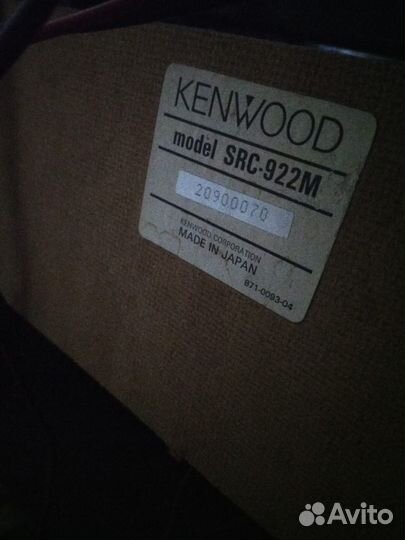 KENWOOD
model SRC-922M
20900070
KENWOOD CORPORATION
MADE IN JAPAN
B71-0093-04
Avito